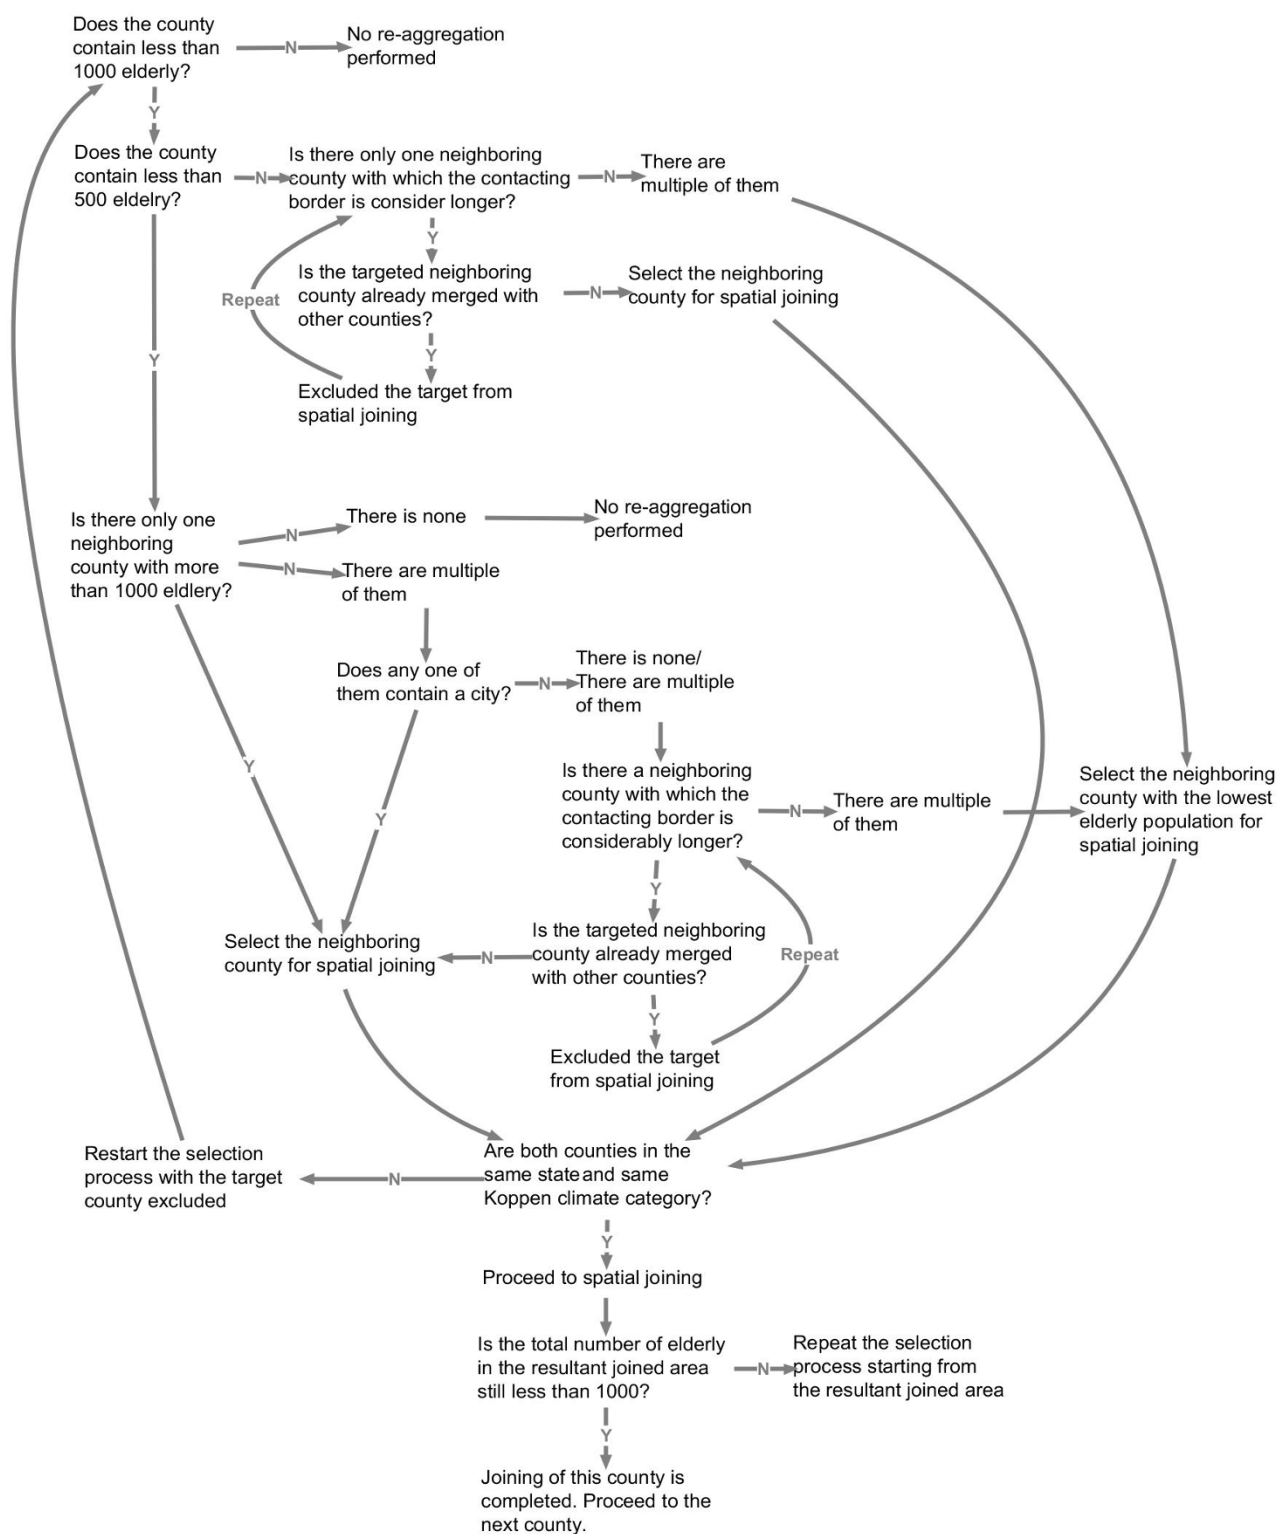 Does the county
contain less than
1000 elderly?
N
No re-aggregation
performed
Y
Does the county
contain less than
500 eldelry?
N
Is there only one neighboring
county with which the contacting
border is consider longer?
N
There are
multiple of them
Y
Is the targeted neighboring
county already merged with
other counties?
N
Select the neighboring
county for spatial joining
Repeat
Y
Y
Excluded the target from
spatial joining
Is there only one
neighboring
county with more
than 1000 eldlery?
N
There is none
No re-aggregation
performed
N
There are multiple
of them
Does any one of
them contain a city?
N
There is none/
There are multiple
of them
Y
Y
Is there a neighboring
county with which the
contacting border is
considerably longer?
N
There are multiple
of them
Select the neighboring
county with the lowest
elderly population for
spatial joining
Y
Select the neighboring
county for spatial joining
N
Is the targeted neighboring
county already merged
with other counties?
Repeat
Y
Excluded the target
from spatial joining
Restart the selection
process with the target
county excluded
N
Are both counties in the
same state and same
Koppen climate category?
Y
Proceed to spatial joining
Is the total number of elderly
in the resultant joined area
still less than 1000?
N
Repeat the selection
process starting from
the resultant joined area
Y
Joining of this county is
completed. Proceed to the
next county.